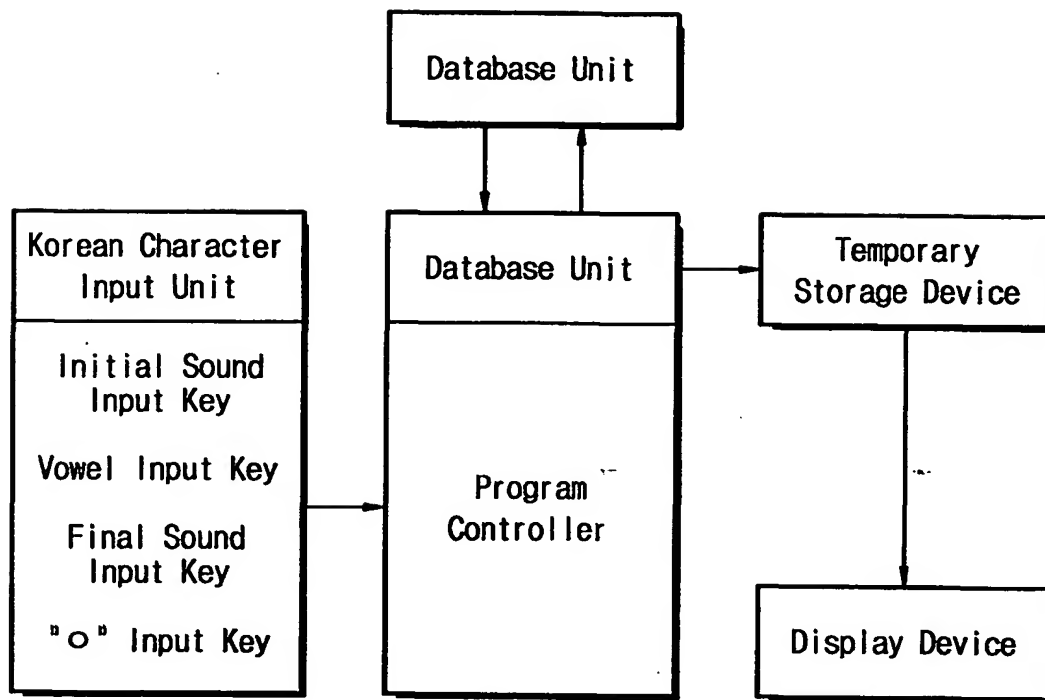 Database Unit
Korean Character
Input Unit
Initial Sound
Input Key
Vowel Input Key
Final Sound
Input Key
"ㅇ" Input Key
Database Unit
Program
Controller
Temporary
Storage Device
Display Device